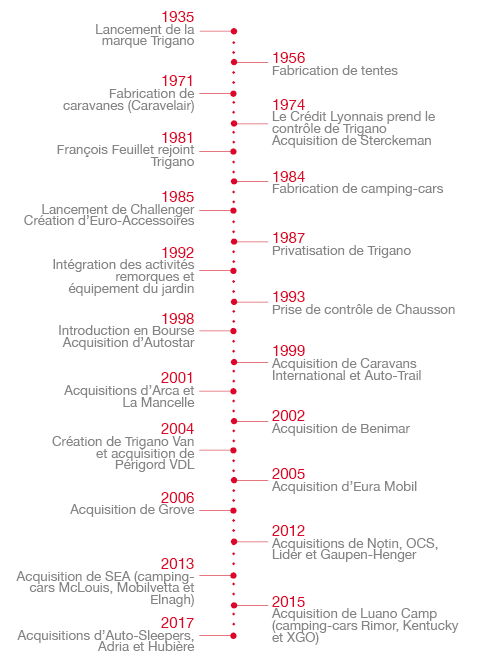 1935
Lancement de la
marque Trigano
1956
Fabrication de tentes
1971
Fabrication de
caravanes (Caravelair)
1974
Le Crédit Lyonnais prend le
contrôle de Trigano
Acquisition de Sterckeman
1981
François Feuillet rejoint
Trigano
1984
Fabrication de camping-cars
1985
Lancement de Challenger
Création d'Euro-Accessoires
1987
Privatisation de Trigano
1992
Intégration des activités
remorques et
équipement du jardin
1993
Prise de contrôle de Chausson
1998
Introduction en Bourse
Acquisition d'Autostar
1999
Acquisition de Caravans
International et Auto-Trail
2001
Acquisitions d'Arca et
La Mancelle
2002
Acquisition de Benimar
2004
Création de Trigano Van
et acquisition de
Périgord VDL
2005
Acquisition d'Eura Mobil
2006
Acquisition de Grove
2012
Acquisitions de Notin, OCS,
Lider et Gaupen-Henger
2013
Acquisition de SEA (camping-
cars McLouis, Mobilvetta et
Elnagh)
2015
Acquisition de Luano Camp
(camping-cars Rimor, Kentucky
et XGO)
2017
Acquisitions d'Auto-Sleepers,
Adria et Hubière